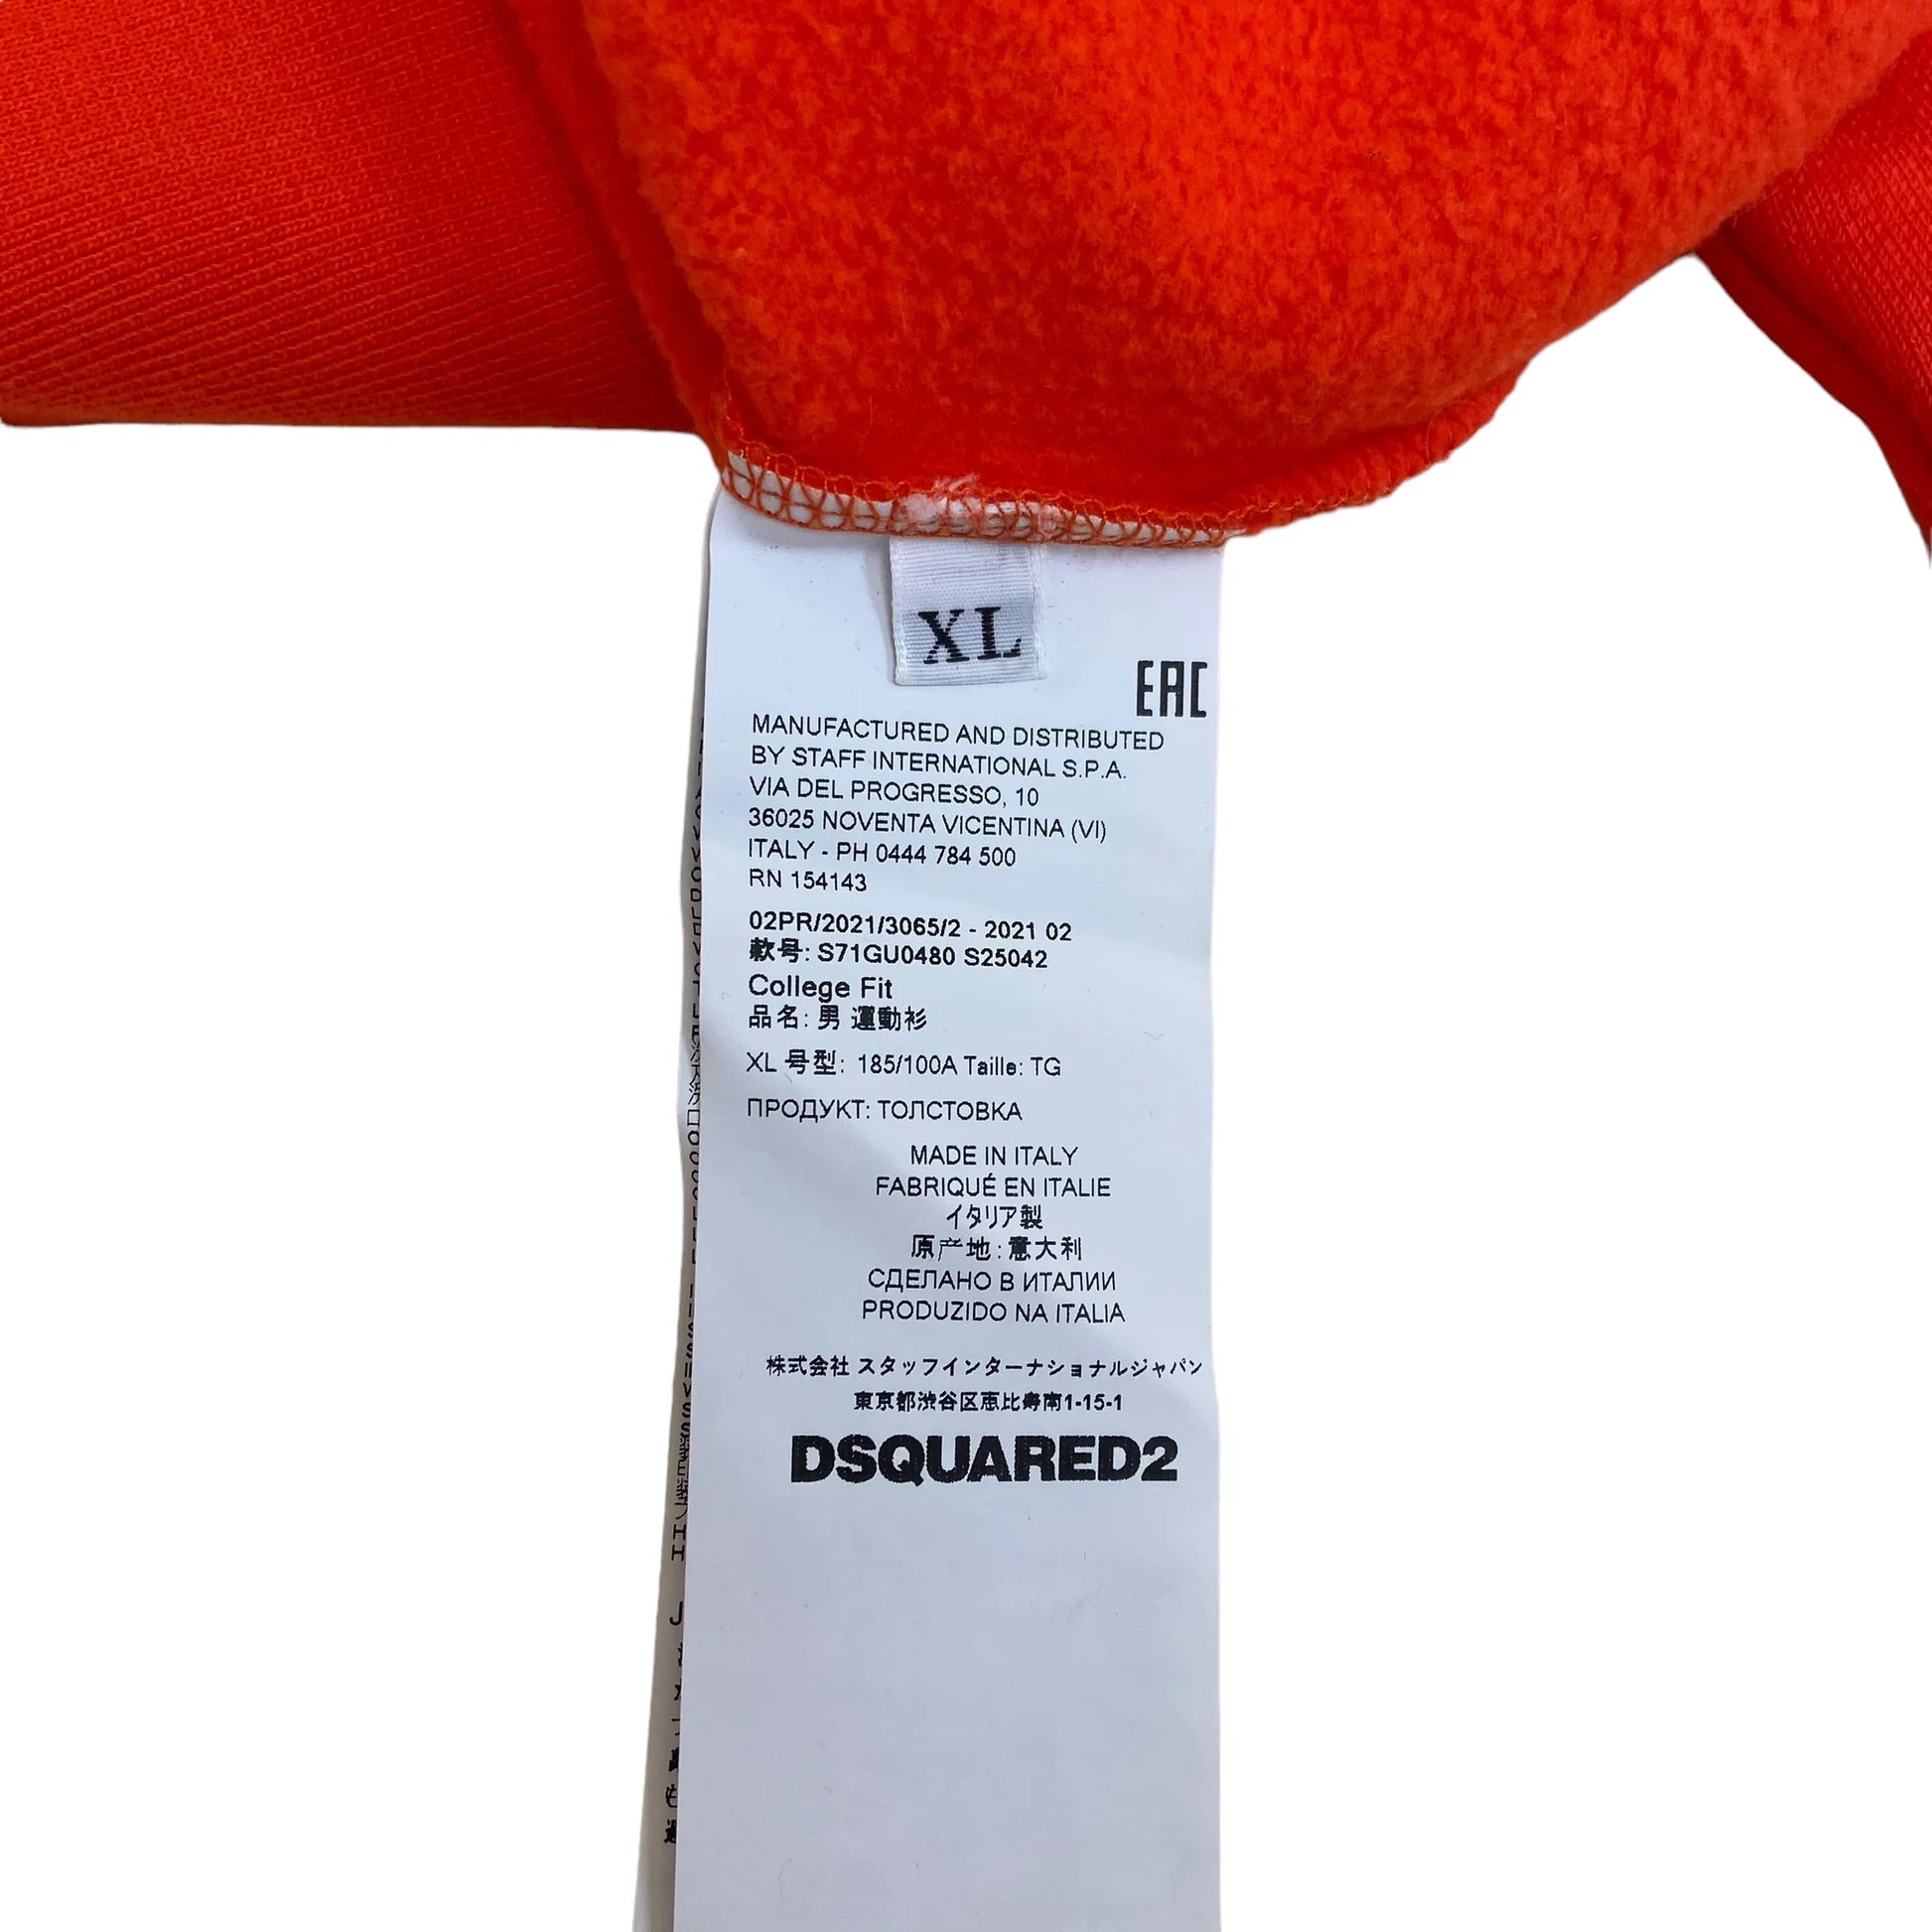 XL
EAC
MANUFACTURED AND DISTRIBUTED
BY STAFF INTERNATIONAL S.P.A.
VIA DEL PROGRESSO, 10
36025 NOVENTA VICENTINA (VI)
ITALY - PH 0444 784 500
RN 154143
02PR/2021/3065/2 - 2021 02
款号: S71GU0480 S25042
College Fit
品名: 男 運動衫
XL 号型: 185/100A Taille: TG
ПРОДУКТ: ТОЛСТОВКА
MADE IN ITALY
FABRIQUÉ EN ITALIE
イタリア製
原产地: 意大利
СДЕЛАНО В ИТАЛИИ
PRODUZIDO NA ITALIA
株式会社 スタッフインターナショナルジャパン
東京都渋谷区恵比寿南1-15-1
DSQUARED2